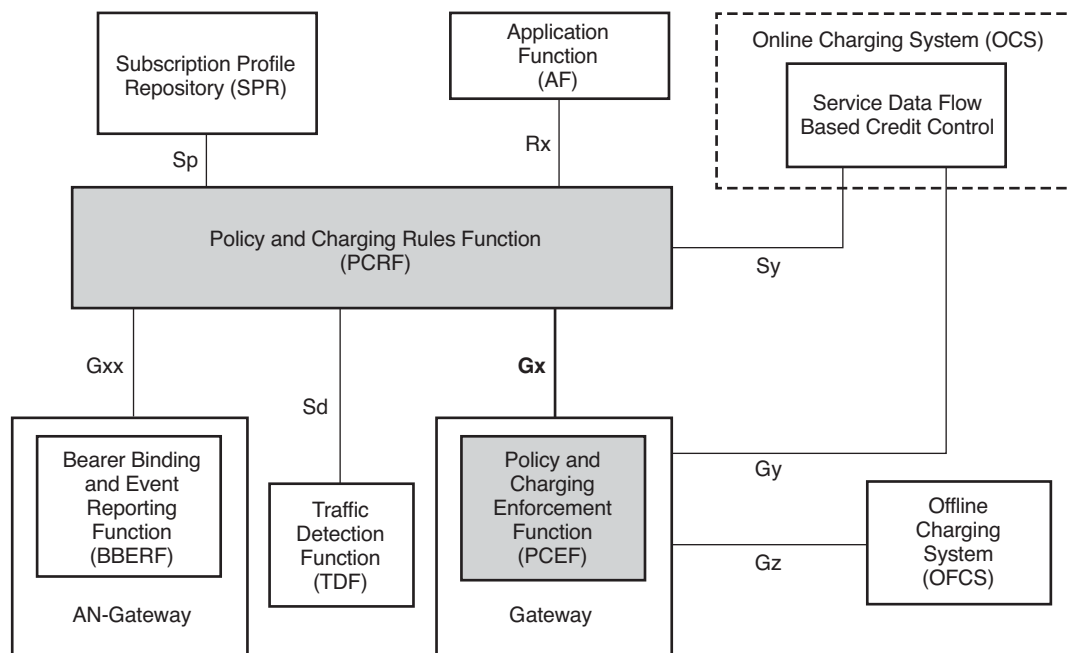 Subscription Profile
Repository (SPR)
Application
Function
(AF)
Online Charging System (OCS)
Service Data Flow
Based Credit Control
Sp
Rx
Policy and Charging Rules Function
(PCRF)
Sy
Gxx
Sd
Gx
Bearer Binding
and Event
Reporting
Function
(BBERF)
AN-Gateway
Traffic
Detection
Function
(TDF)
Policy and
Charging
Enforcement
Function
(PCEF)
Gateway
Gy
Gz
Offline
Charging
System
(OFCS)